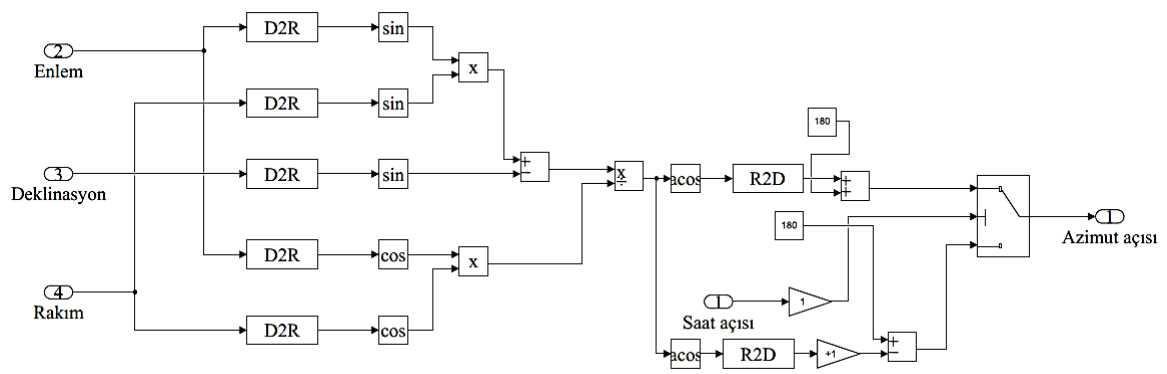 D2R
sin
2
Enlem
x
D2R
sin
180
+
−
3
Deklinasyon
D2R
sin
x
÷
acos
R2D
+
+
1
Azimut açısı
180
D2R
cos
x
4
Rakım
1
Saat açısı
1
D2R
cos
acos
R2D
+1
+
−